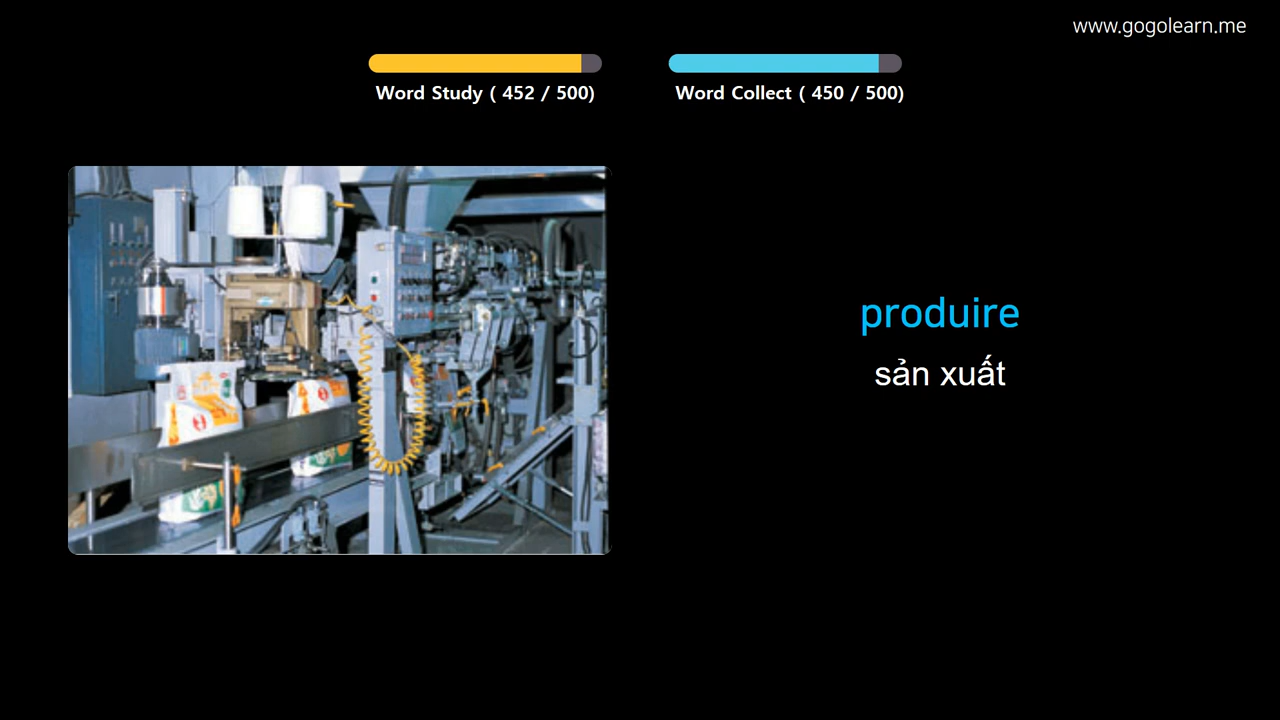 www.gogolearn.me
Word Study ( 452 / 500)
Word Collect ( 450 / 500)
produire
sản xuất